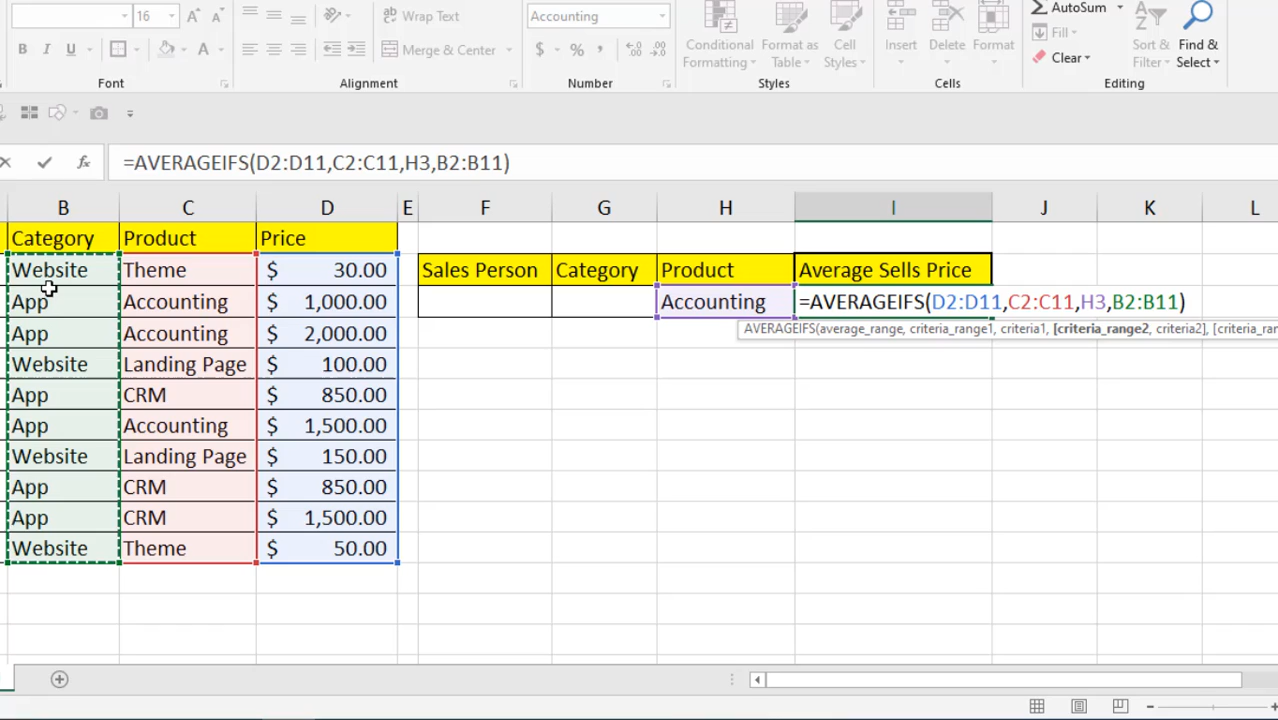 16 A A Wrap Text Accounting AutoSum
B I U A Merge & Center $ % , Conditional Formatting Format as Table Cell Styles Insert Delete Format Fill Clear Sort & Filter Find & Select
Font Alignment Number Styles Cells Editing
fx =AVERAGEIFS(D2:D11,C2:C11,H3,B2:B11)
B C D E F G H I J K L
Category Product Price
Website Theme $ 30.00 Sales Person Category Product Average Sells Price
App Accounting $ 1,000.00 Accounting =AVERAGEIFS(D2:D11,C2:C11,H3,B2:B11)
AVERAGEIFS(average_range, criteria_range1, criteria1, [criteria_range2, criteria2], [criteria_ra
App Accounting $ 2,000.00
Website Landing Page $ 100.00
App CRM $ 850.00
App Accounting $ 1,500.00
Website Landing Page $ 150.00
App CRM $ 850.00
App CRM $ 1,500.00
Website Theme $ 50.00